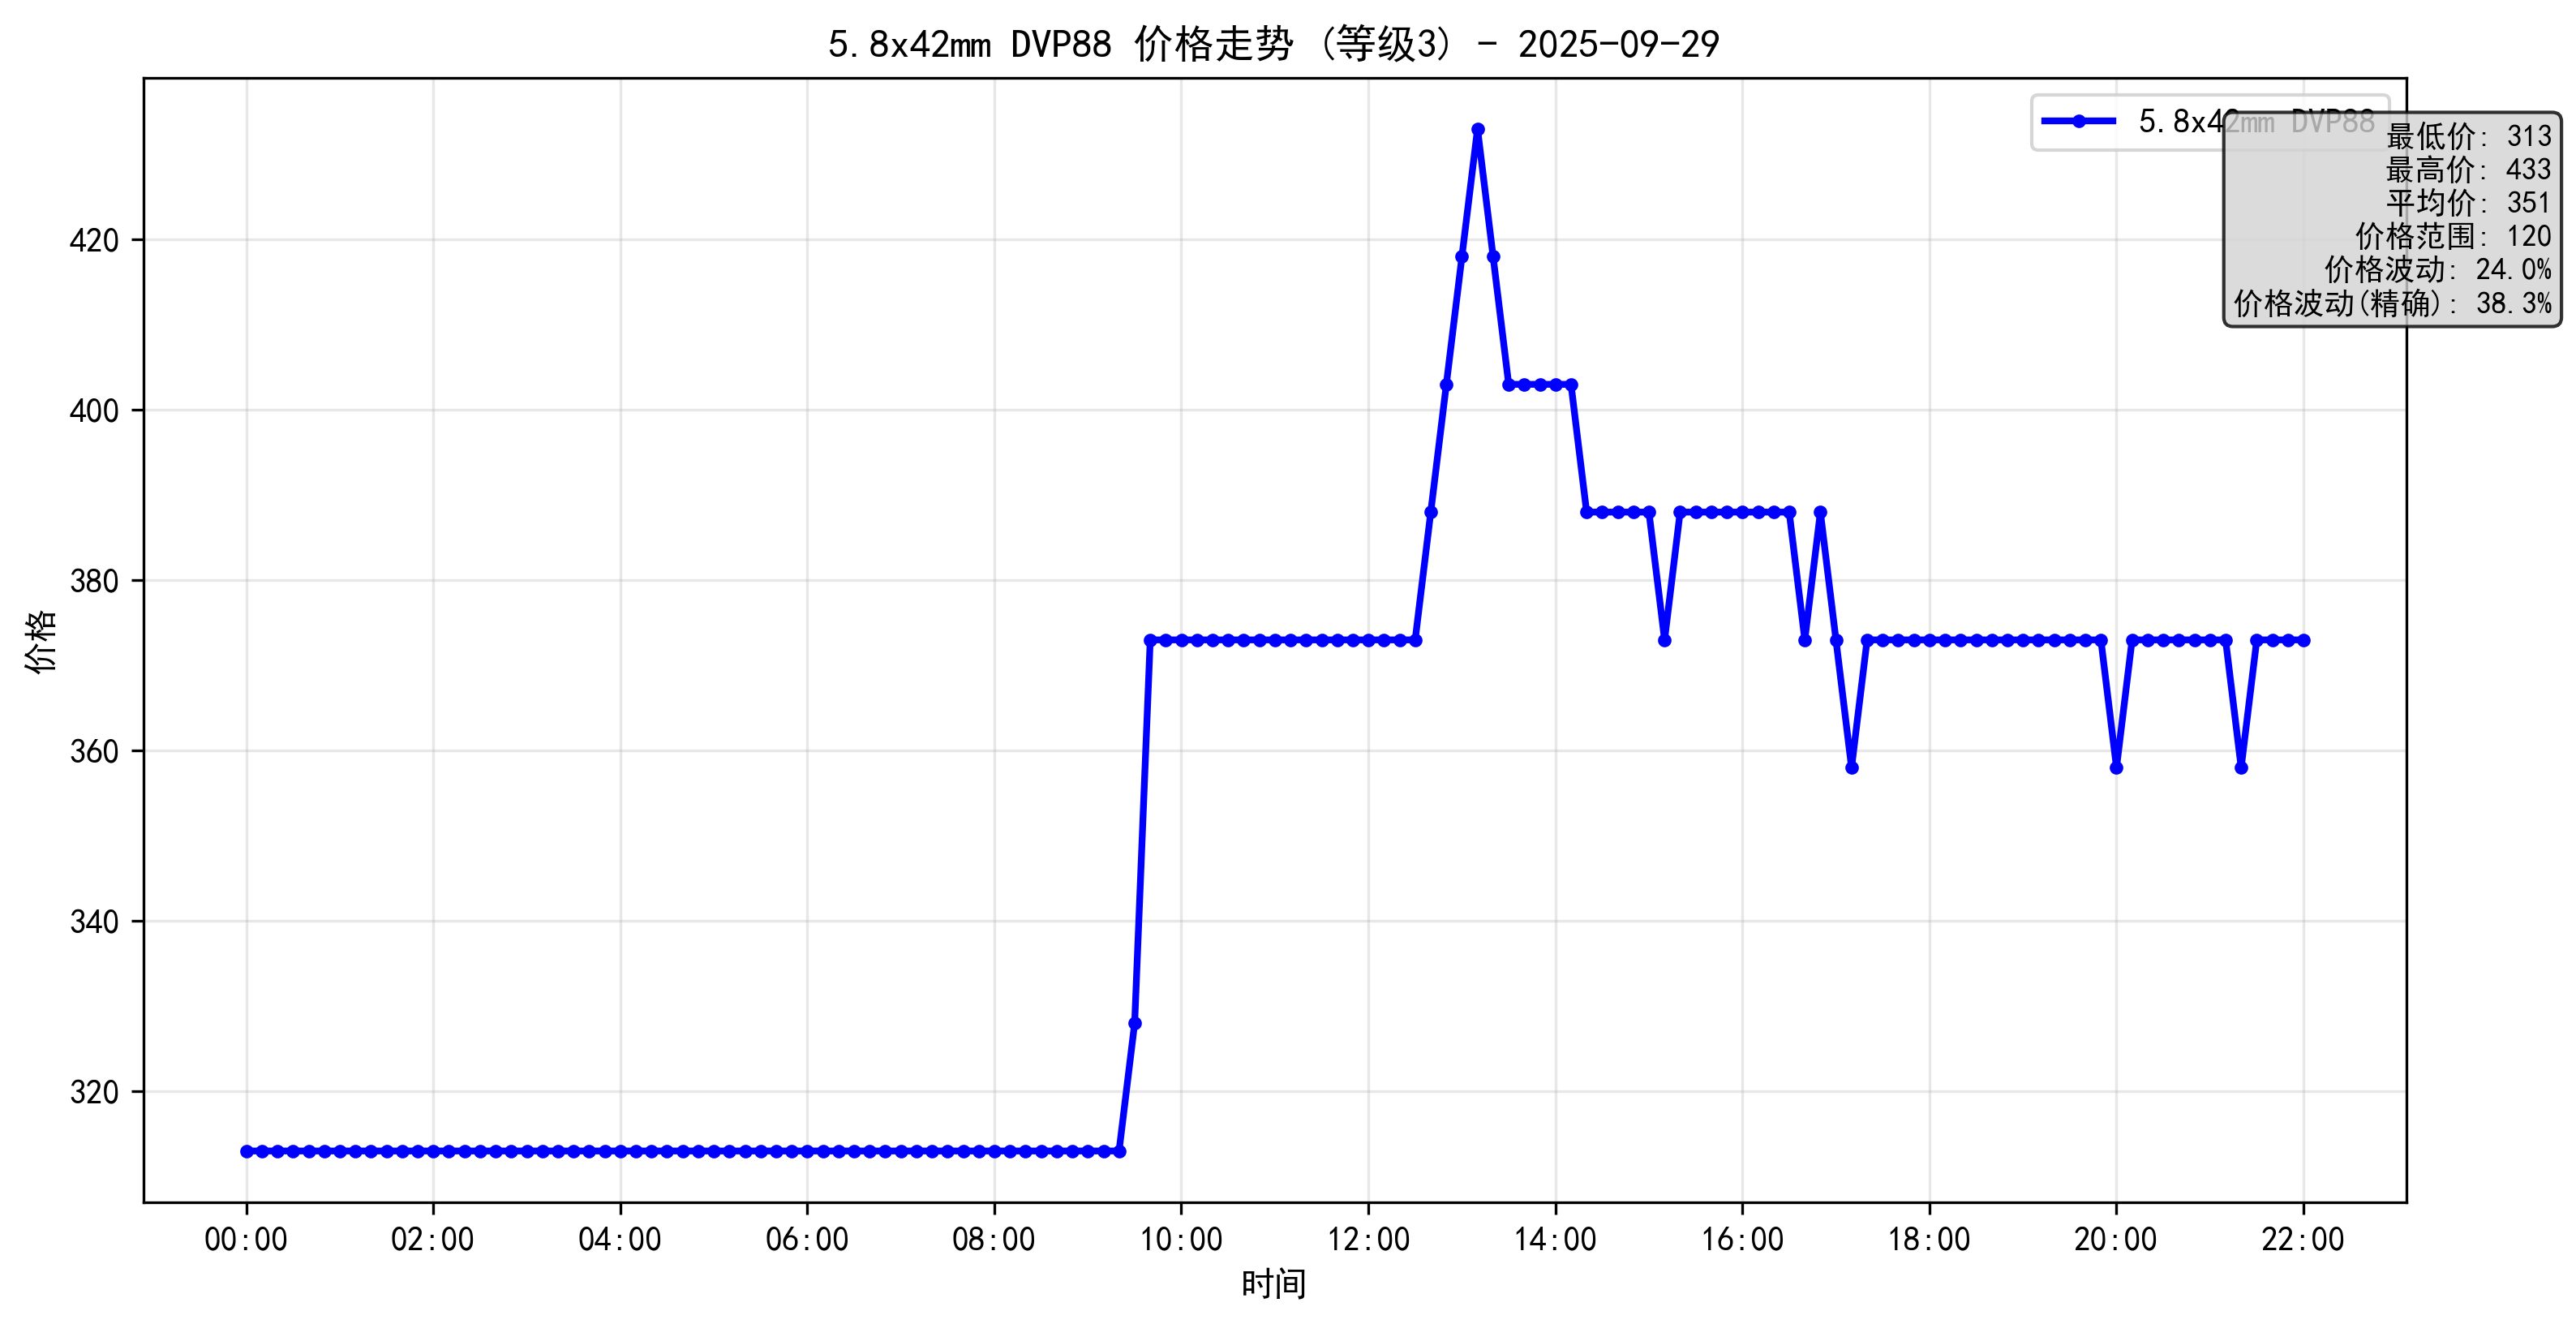 5.8x42mm DVP88 价格走势 (等级3) - 2025-09-29
5.8x42mm DVP88
最低价: 313
最高价: 433
平均价: 351
价格范围: 120
价格波动: 24.0%
价格波动(精确): 38.3%
价格
420
400
380
360
340
320
00:00 02:00 04:00 06:00 08:00 10:00 12:00 14:00 16:00 18:00 20:00 22:00
时间